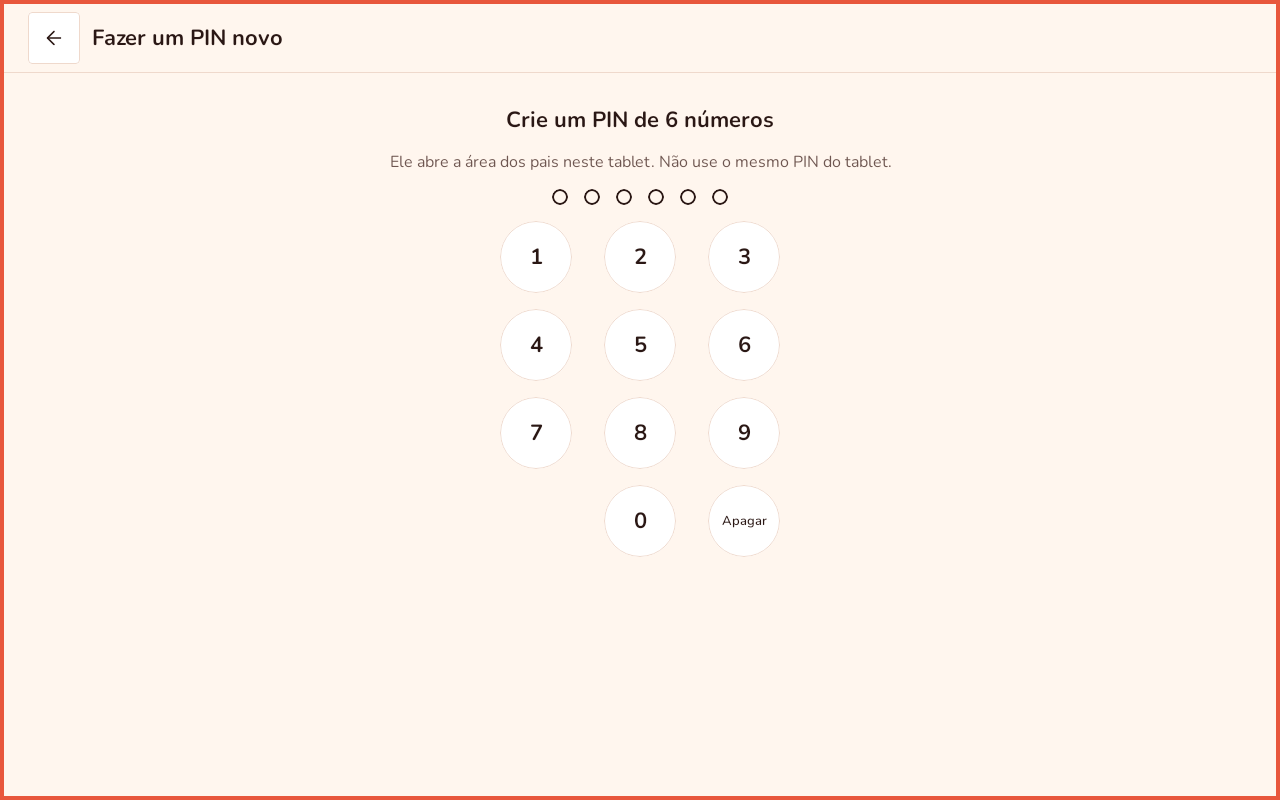 Fazer um PIN novo
Crie um PIN de 6 números
Ele abre a área dos pais neste tablet. Não use o mesmo PIN do tablet.
1 2 3
4 5 6
7 8 9
0 Apagar